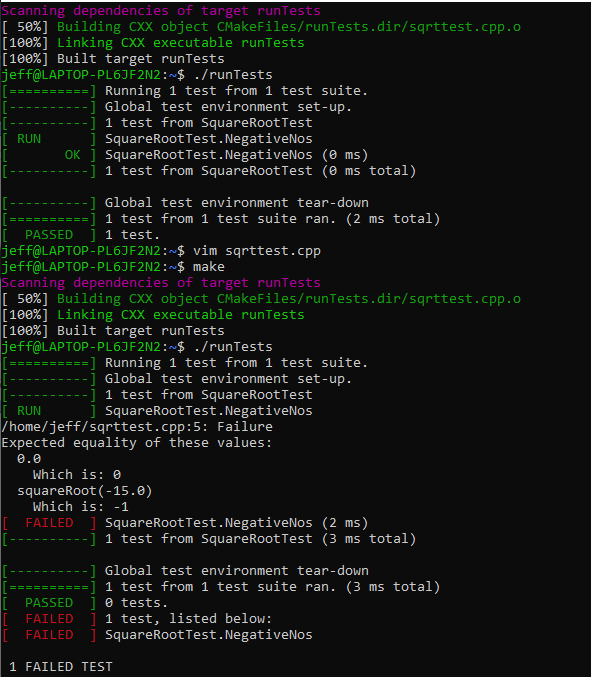 Scanning dependencies of target runTests
[ 50%] Building CXX object CMakeFiles/runTests.dir/sqrttest.cpp.o
[100%] Linking CXX executable runTests
[100%] Built target runTests
jeff@LAPTOP-PL6JF2N2:~$ ./runTests
[==========] Running 1 test from 1 test suite.
[----------] Global test environment set-up.
[----------] 1 test from SquareRootTest
[ RUN      ] SquareRootTest.NegativeNos
[       OK ] SquareRootTest.NegativeNos (0 ms)
[----------] 1 test from SquareRootTest (0 ms total)

[----------] Global test environment tear-down
[==========] 1 test from 1 test suite ran. (2 ms total)
[  PASSED  ] 1 test.
jeff@LAPTOP-PL6JF2N2:~$ vim sqrttest.cpp
jeff@LAPTOP-PL6JF2N2:~$ make
Scanning dependencies of target runTests
[ 50%] Building CXX object CMakeFiles/runTests.dir/sqrttest.cpp.o
[100%] Linking CXX executable runTests
[100%] Built target runTests
jeff@LAPTOP-PL6JF2N2:~$ ./runTests
[==========] Running 1 test from 1 test suite.
[----------] Global test environment set-up.
[----------] 1 test from SquareRootTest
[ RUN      ] SquareRootTest.NegativeNos
/home/jeff/sqrttest.cpp:5: Failure
Expected equality of these values:
  0.0
    Which is: 0
  squareRoot(-15.0)
    Which is: -1
[  FAILED  ] SquareRootTest.NegativeNos (2 ms)
[----------] 1 test from SquareRootTest (3 ms total)

[----------] Global test environment tear-down
[==========] 1 test from 1 test suite ran. (3 ms total)
[  PASSED  ] 0 tests.
[  FAILED  ] 1 test, listed below:
[  FAILED  ] SquareRootTest.NegativeNos

 1 FAILED TEST